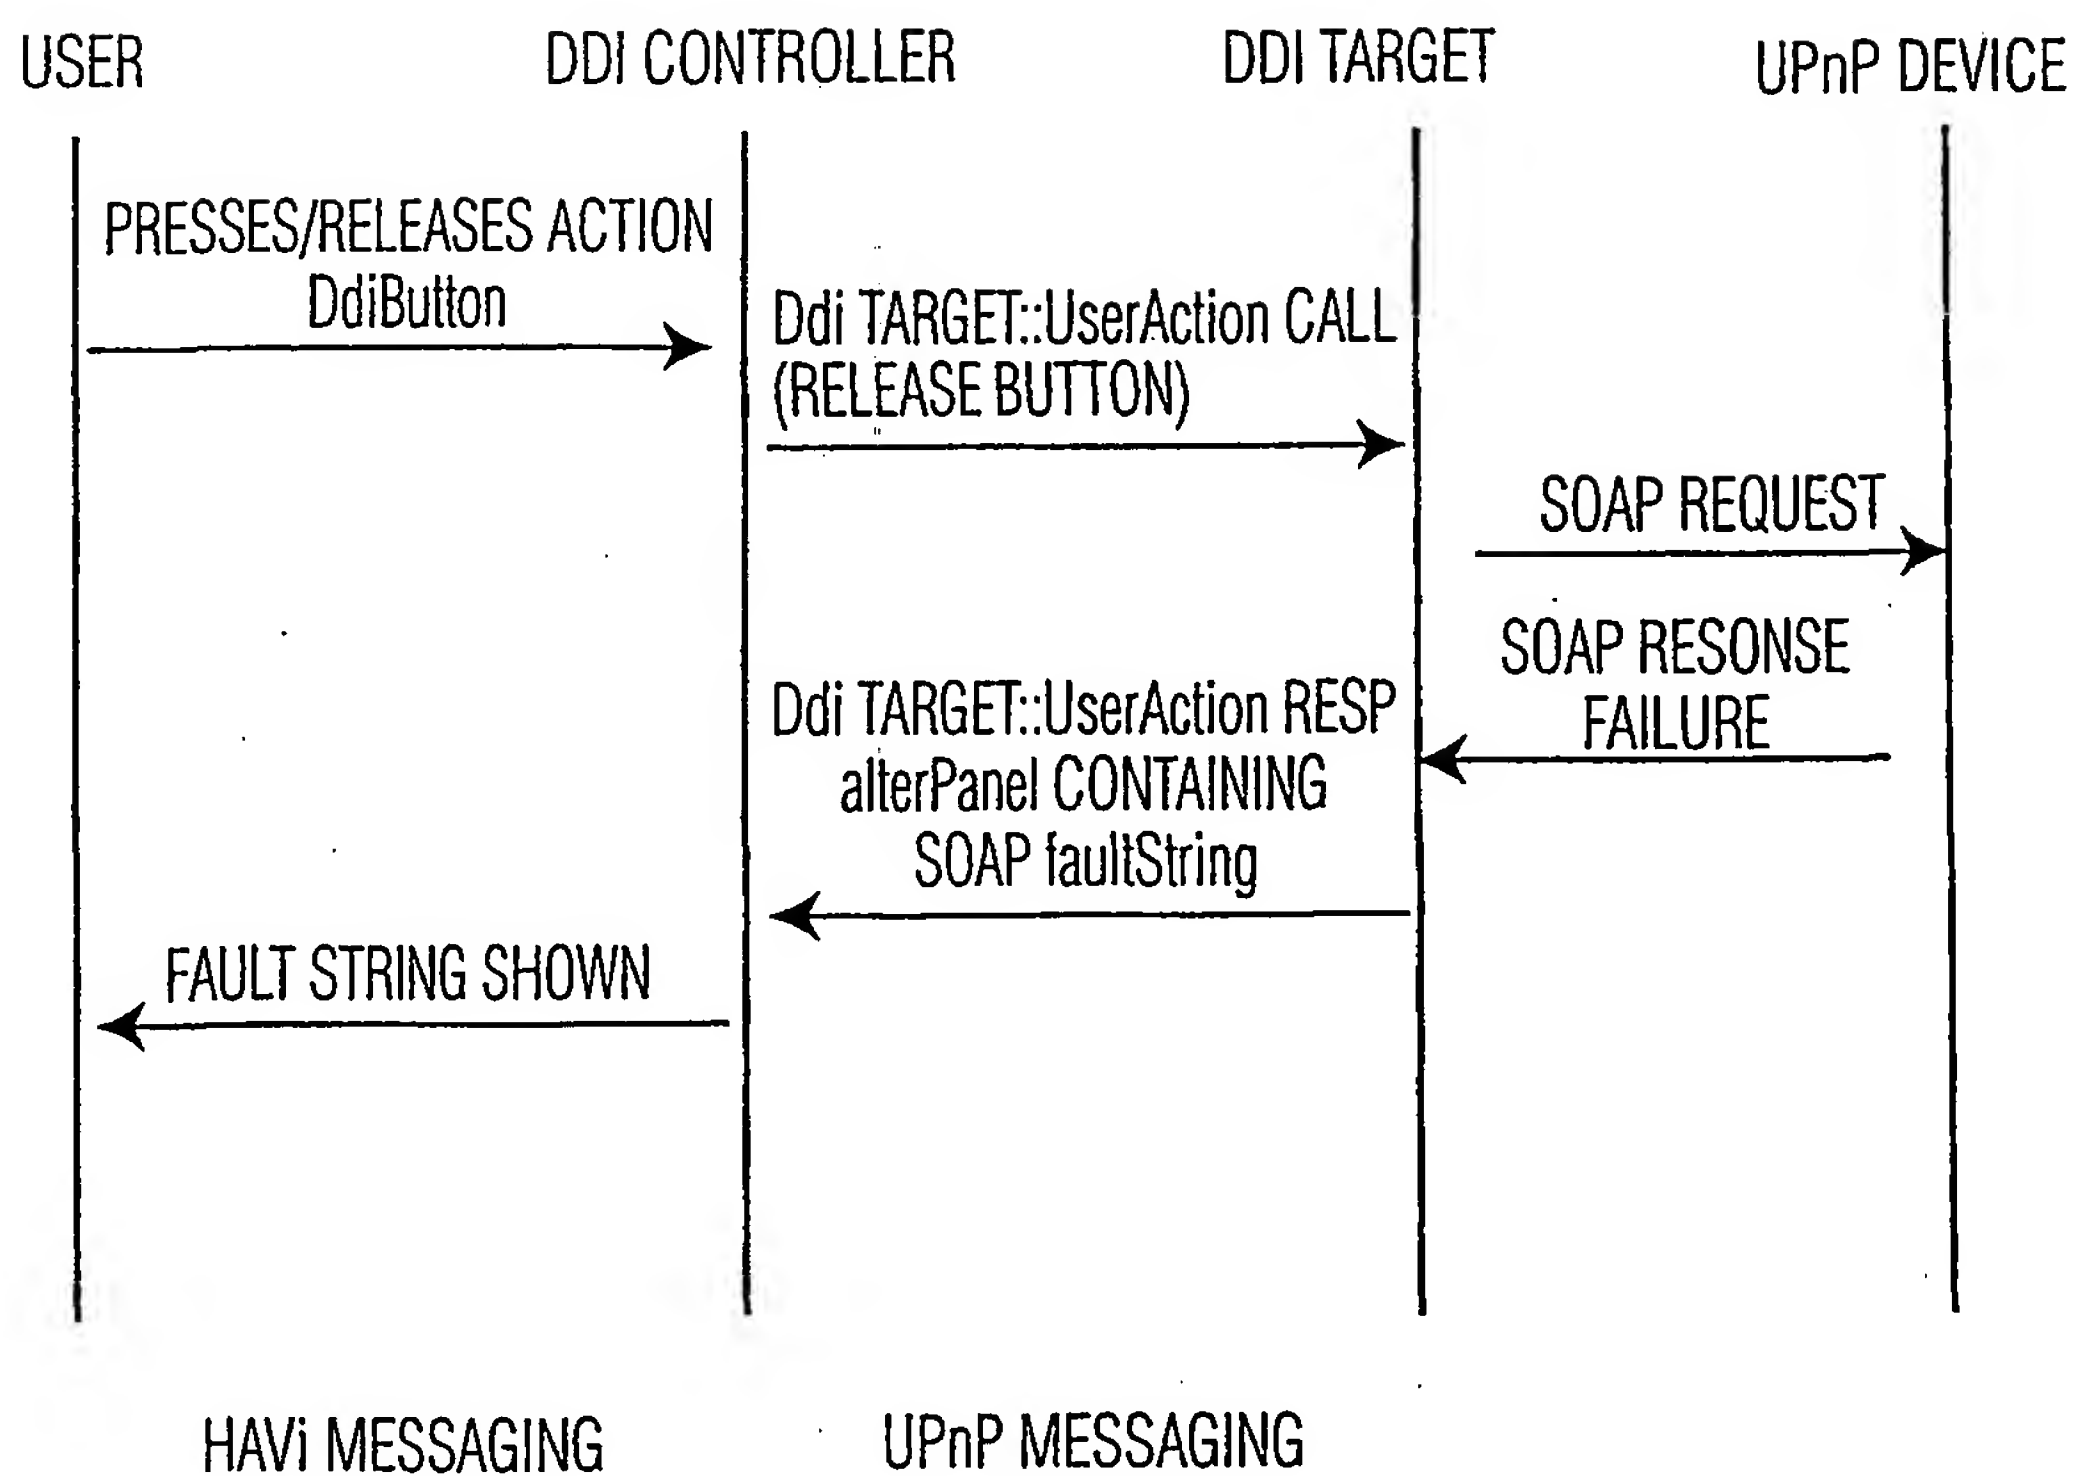 USER
DDI CONTROLLER
DDI TARGET
UPnP DEVICE
PRESSES/RELEASES ACTION
DdiButton
Ddi TARGET::UserAction CALL
(RELEASE BUTTON)
SOAP REQUEST
SOAP RESONSE
FAILURE
Ddi TARGET::UserAction RESP
alterPanel CONTAINING
SOAP faultString
FAULT STRING SHOWN
HAVi MESSAGING
UPnP MESSAGING